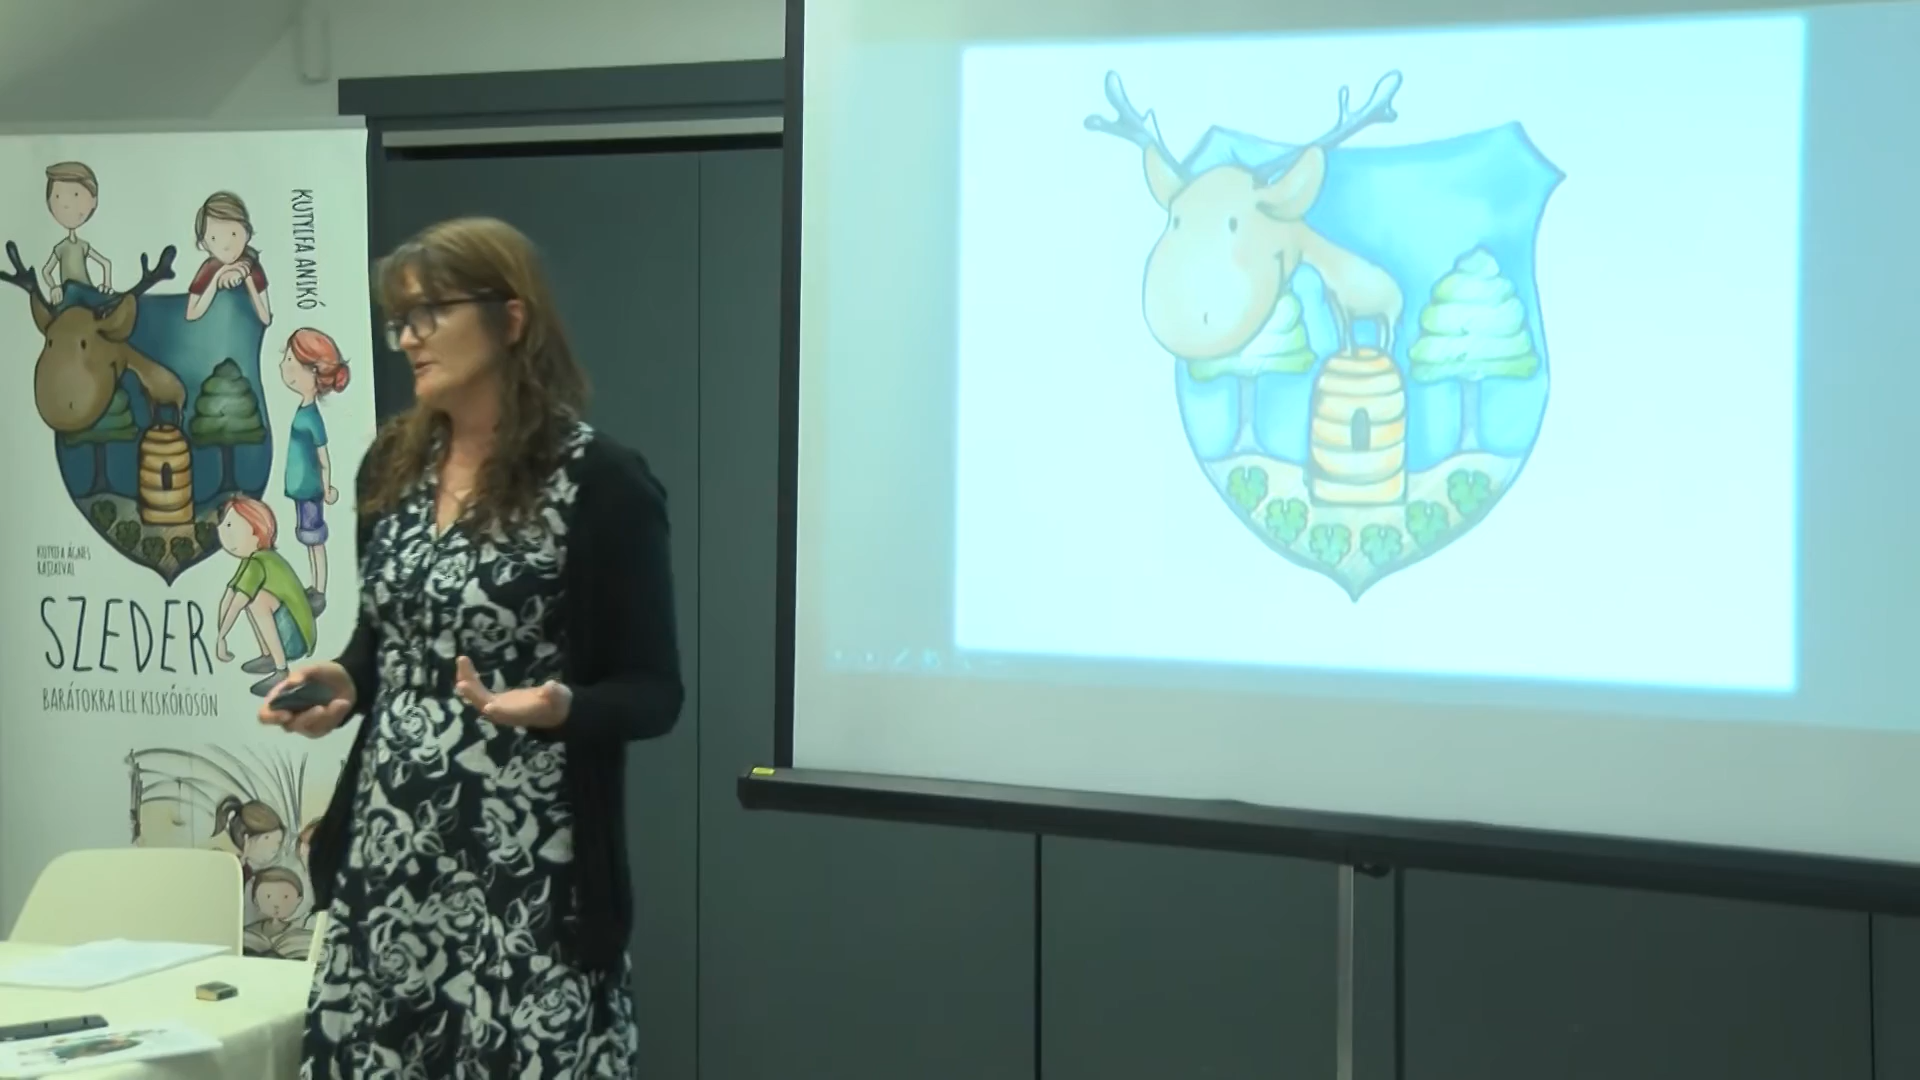 KUTYIFA ANIKÓ
KUTYIFA ÁGNES
RAJZAIVAL
SZEDER
BARÁTOKRA LEL KISKŐRÖSÖN